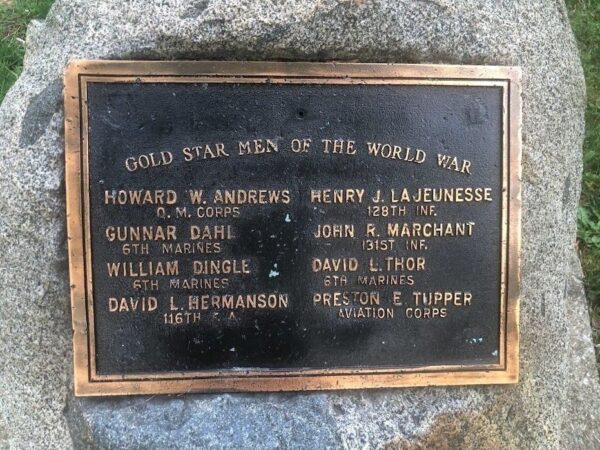 GOLD STAR MEN OF THE WORLD WAR
HOWARD W. ANDREWS
Q. M. CORPS
GUNNAR DAHL
6TH MARINES
WILLIAM DINGLE
6TH MARINES
DAVID L. HERMANSON
116TH F. A.
HENRY J. LAJEUNESSE
128TH INF.
JOHN R. MARCHANT
131ST INF.
DAVID L. THOR
6TH MARINES
PRESTON E. TUPPER
AVIATION CORPS